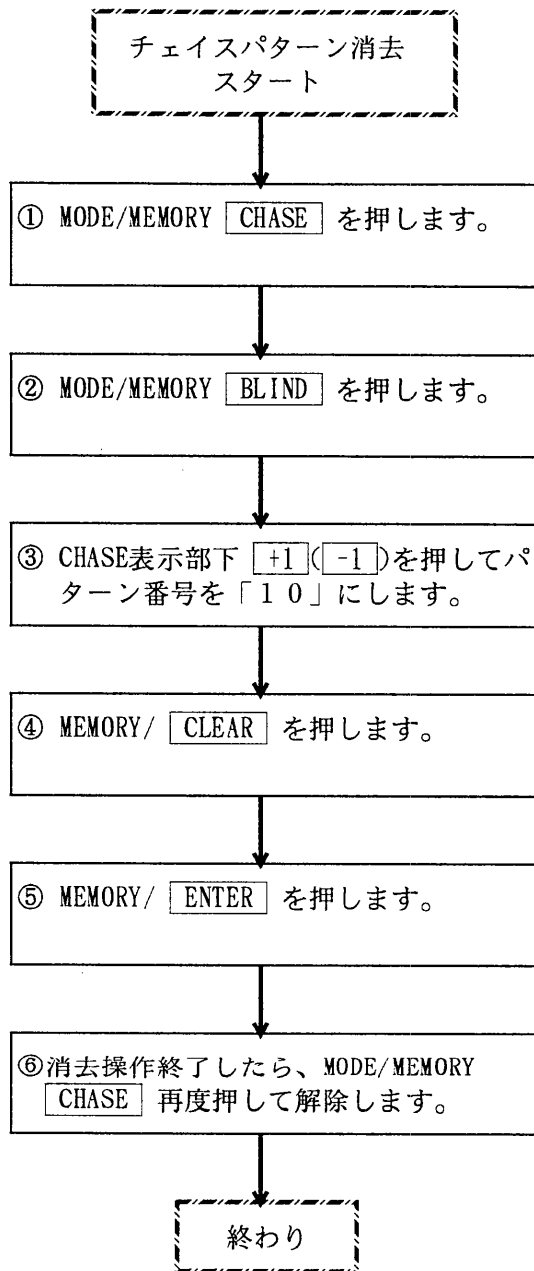 チェイスパターン消去
スタート
① MODE/MEMORY CHASE を押します。
② MODE/MEMORY BLIND を押します。
③ CHASE表示部下 +1 (-1)を押してパ
ターン番号を「１０」にします。
④ MEMORY/ CLEAR を押します。
⑤ MEMORY/ ENTER を押します。
⑥消去操作終了したら、MODE/MEMORY
CHASE 再度押して解除します。
終わり